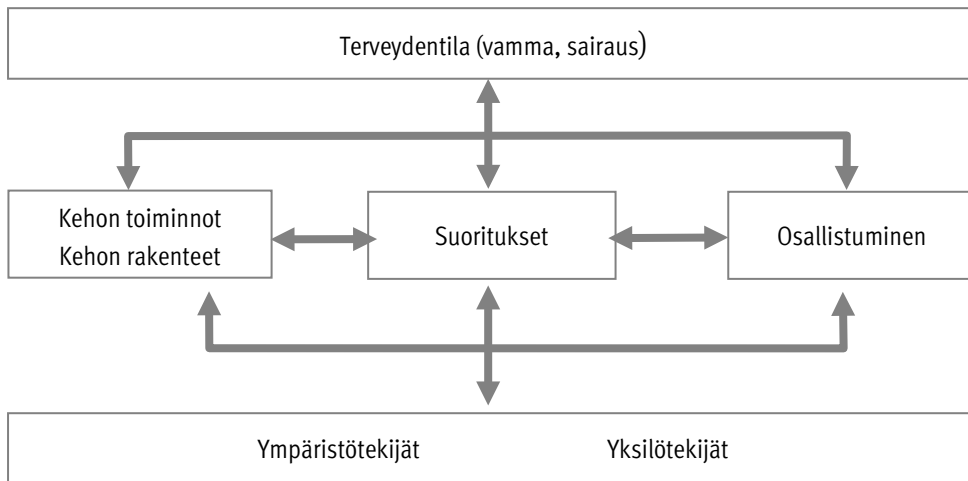 Terveydentila (vamma, sairaus)
Kehon toiminnot
Kehon rakenteet
Suoritukset
Osallistuminen
Ympäristötekijät
Yksilötekijät